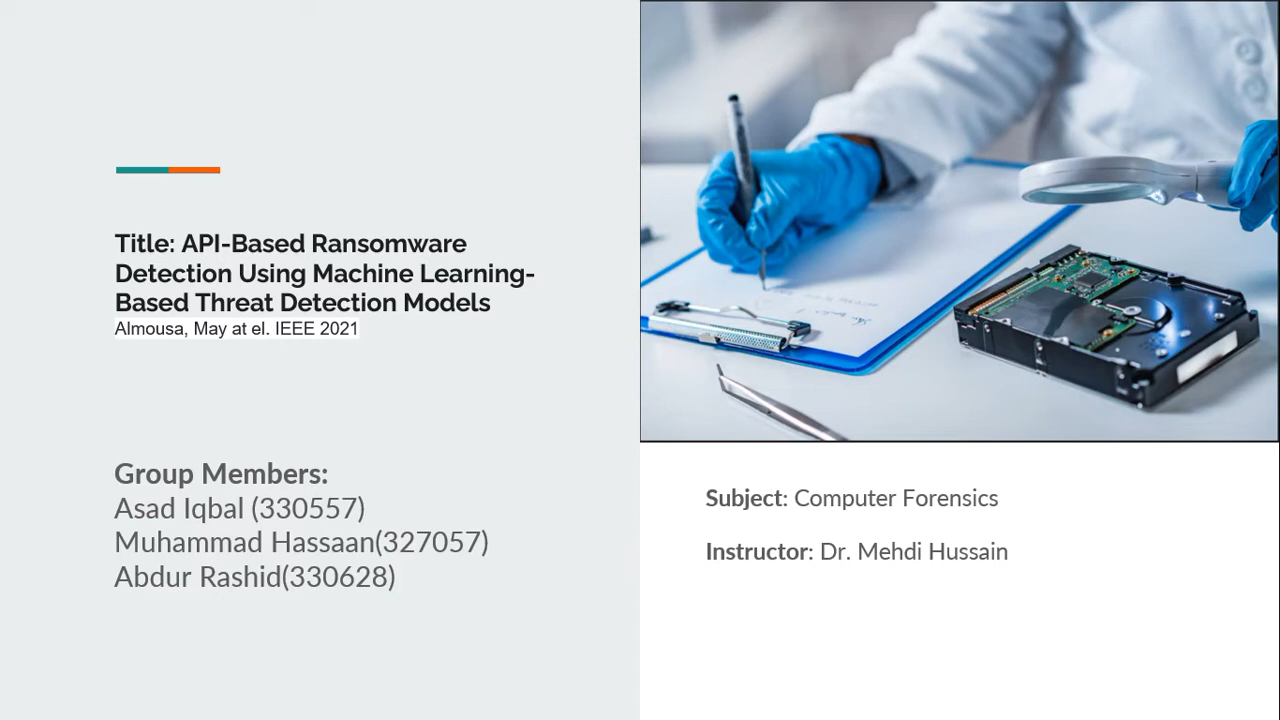 Title: API-Based Ransomware
Detection Using Machine Learning-
Based Threat Detection Models
Almousa, May at el. IEEE 2021
Group Members:
Asad Iqbal (330557)
Muhammad Hassaan(327057)
Abdur Rashid(330628)
Subject: Computer Forensics
Instructor: Dr. Mehdi Hussain